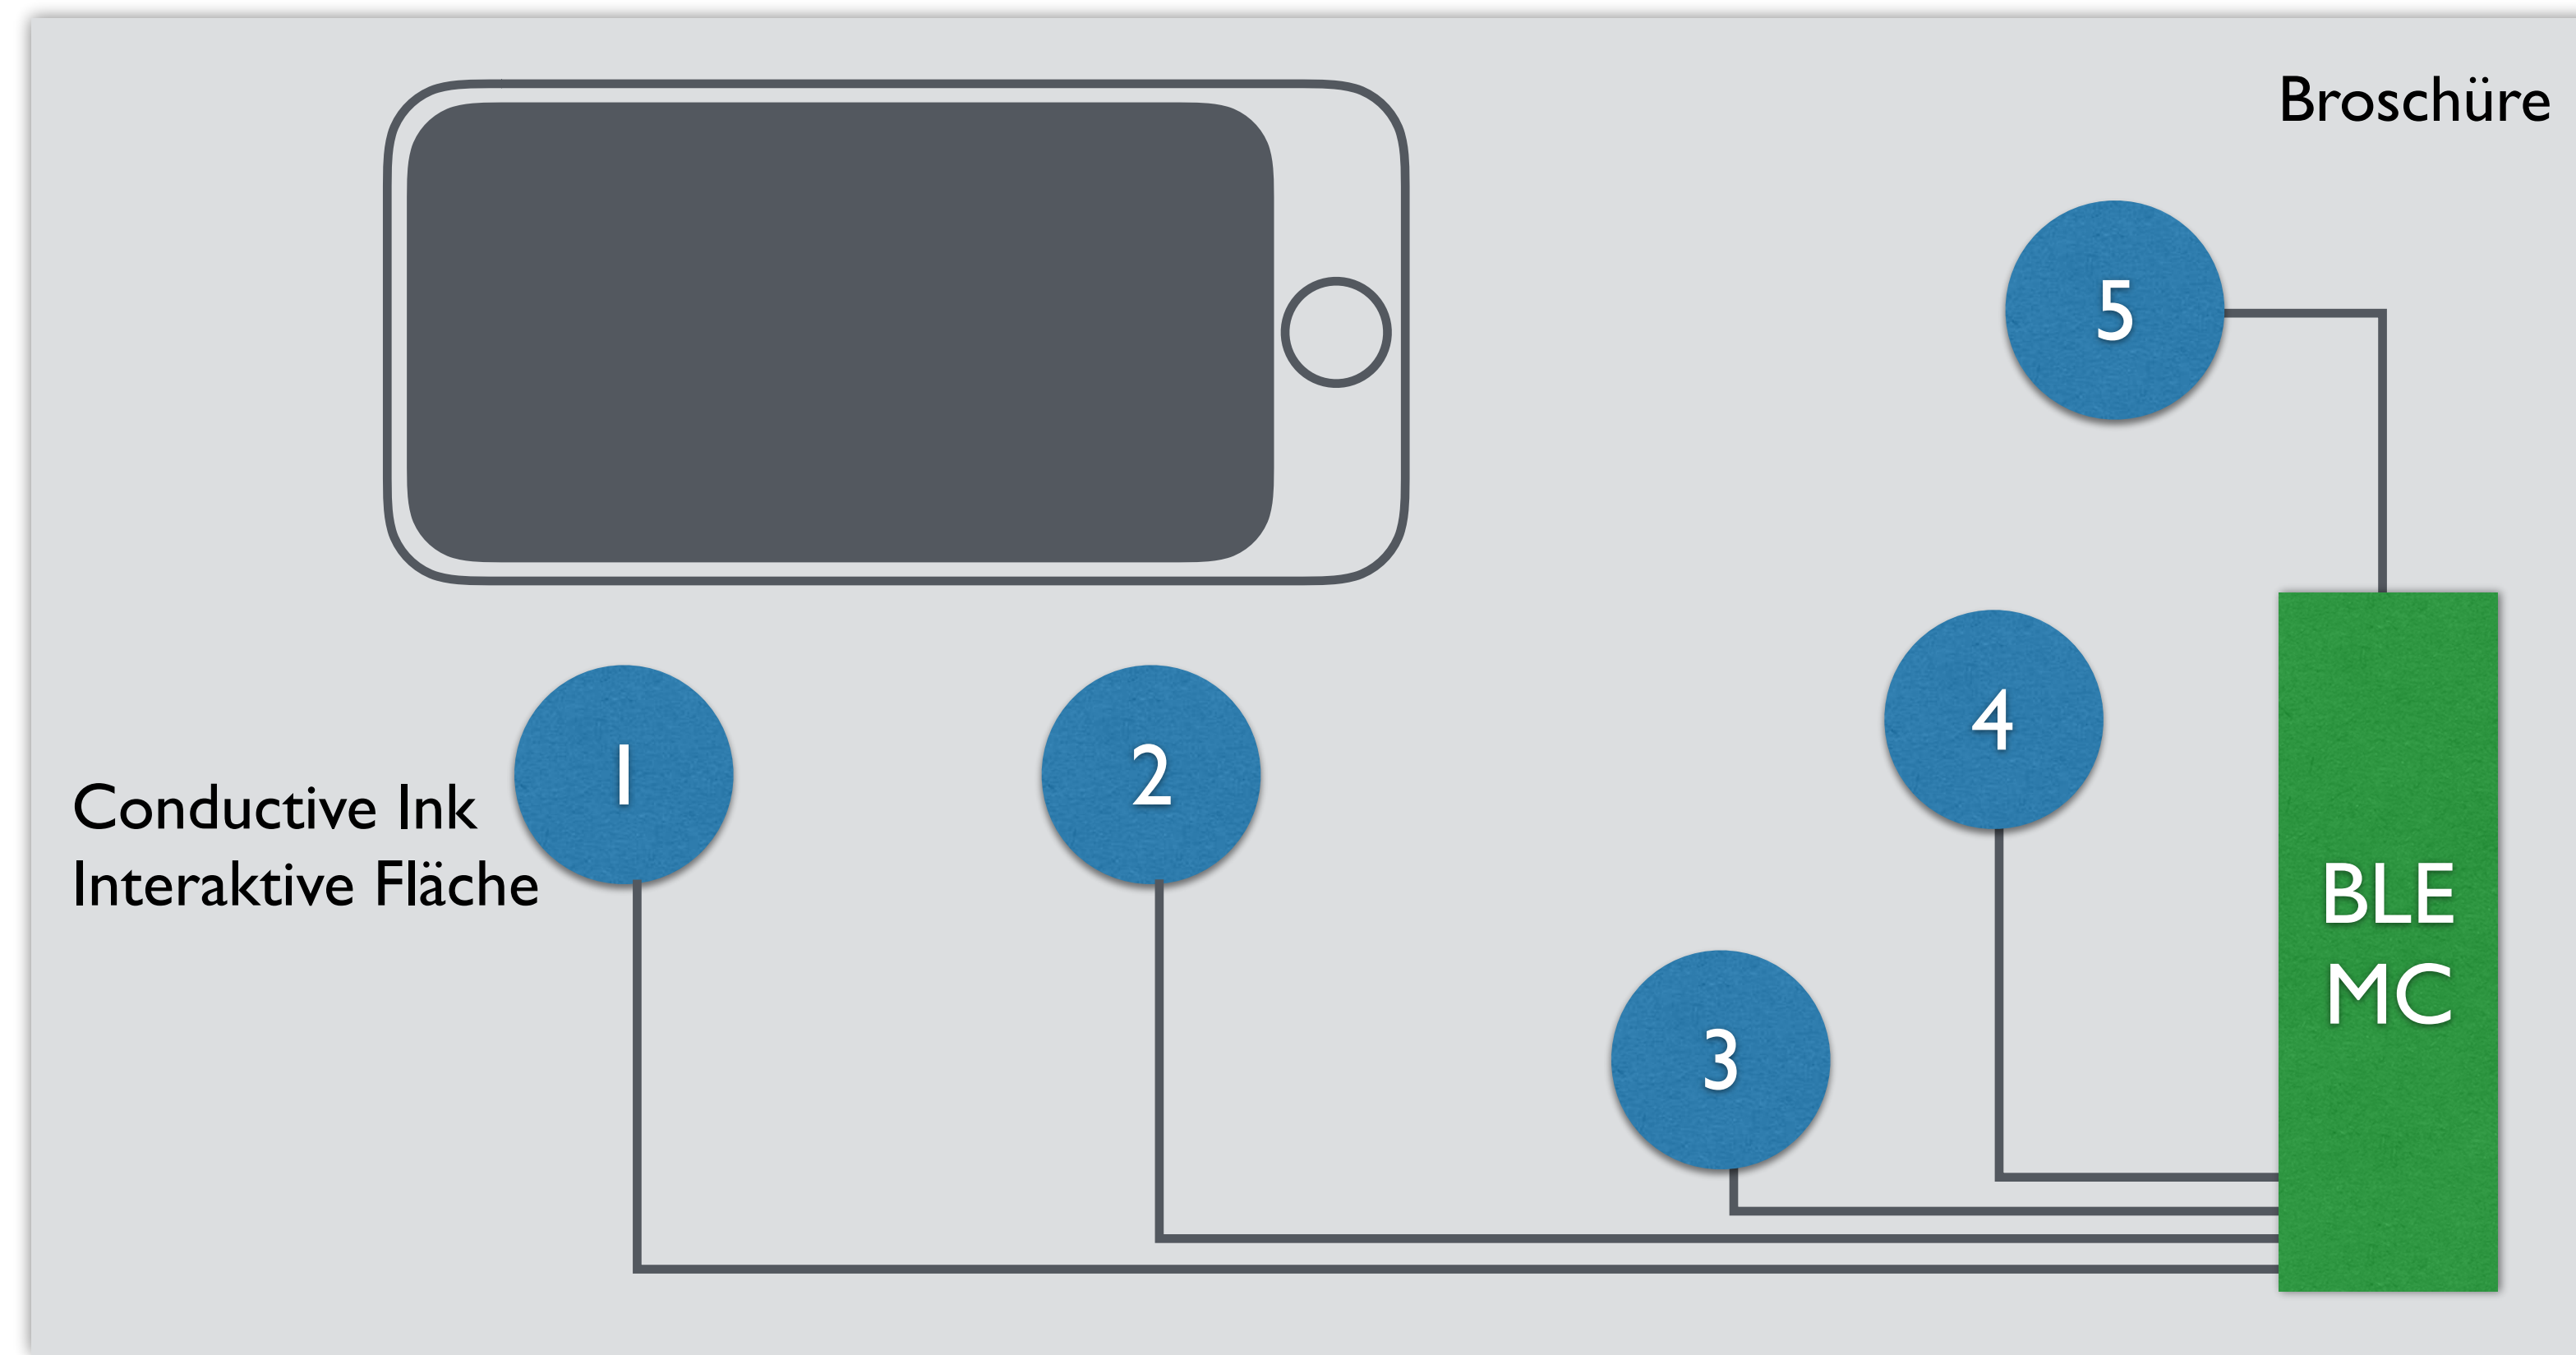 Broschüre
5
4
1
2
Conductive Ink
Interaktive Fläche
BLE
MC
3